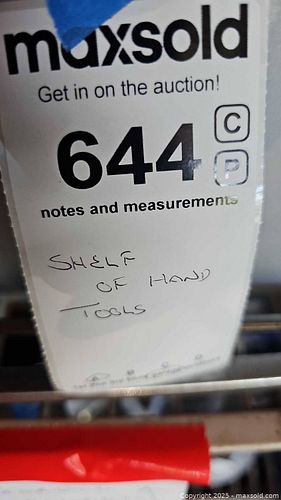 maxsold
Get in on the auction!
644
C
P
notes and measurements
SHELF
OF HAND
TOOLS
A B C D
Copyright © 2025 - maxsold.com